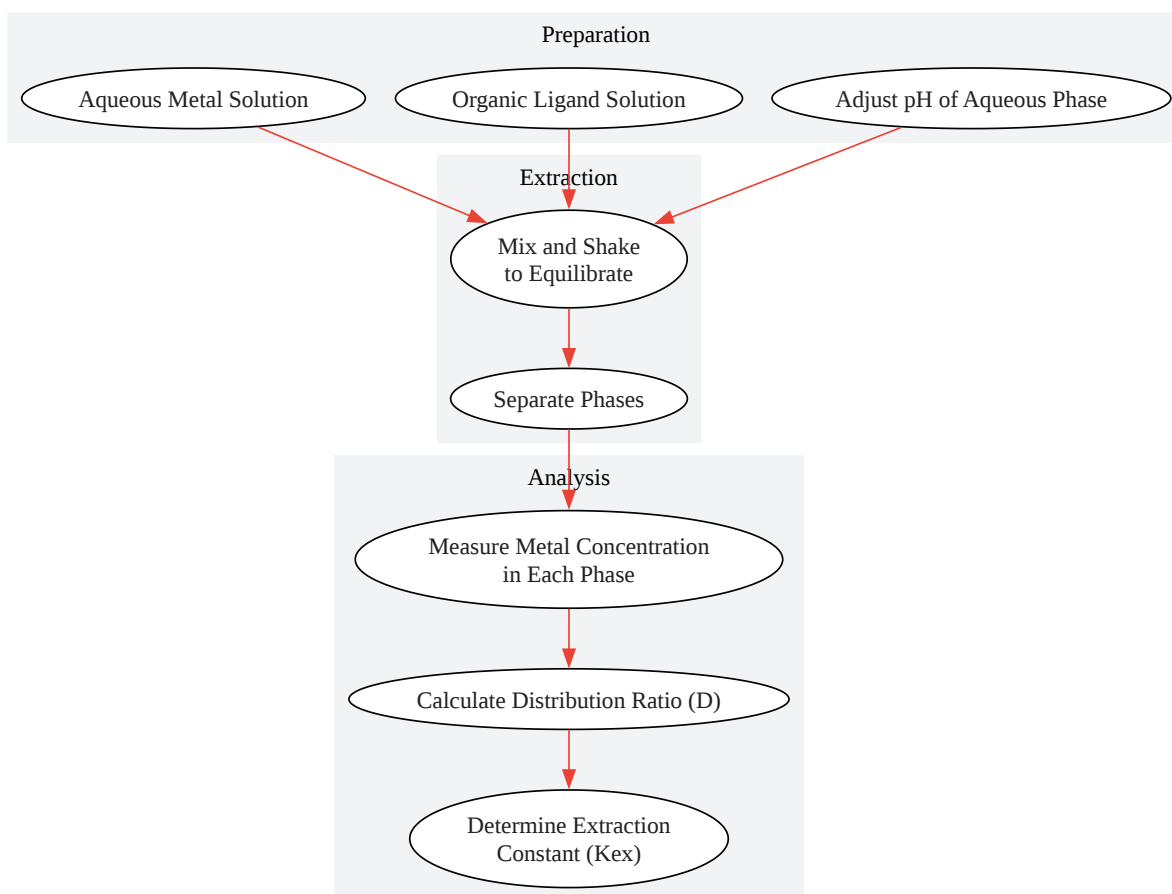 Preparation
Aqueous Metal Solution
Organic Ligand Solution
Adjust pH of Aqueous Phase
Extraction
Mix and Shake
to Equilibrate
Separate Phases
Analysis
Measure Metal Concentration
in Each Phase
Calculate Distribution Ratio (D)
Determine Extraction
Constant (Kex)